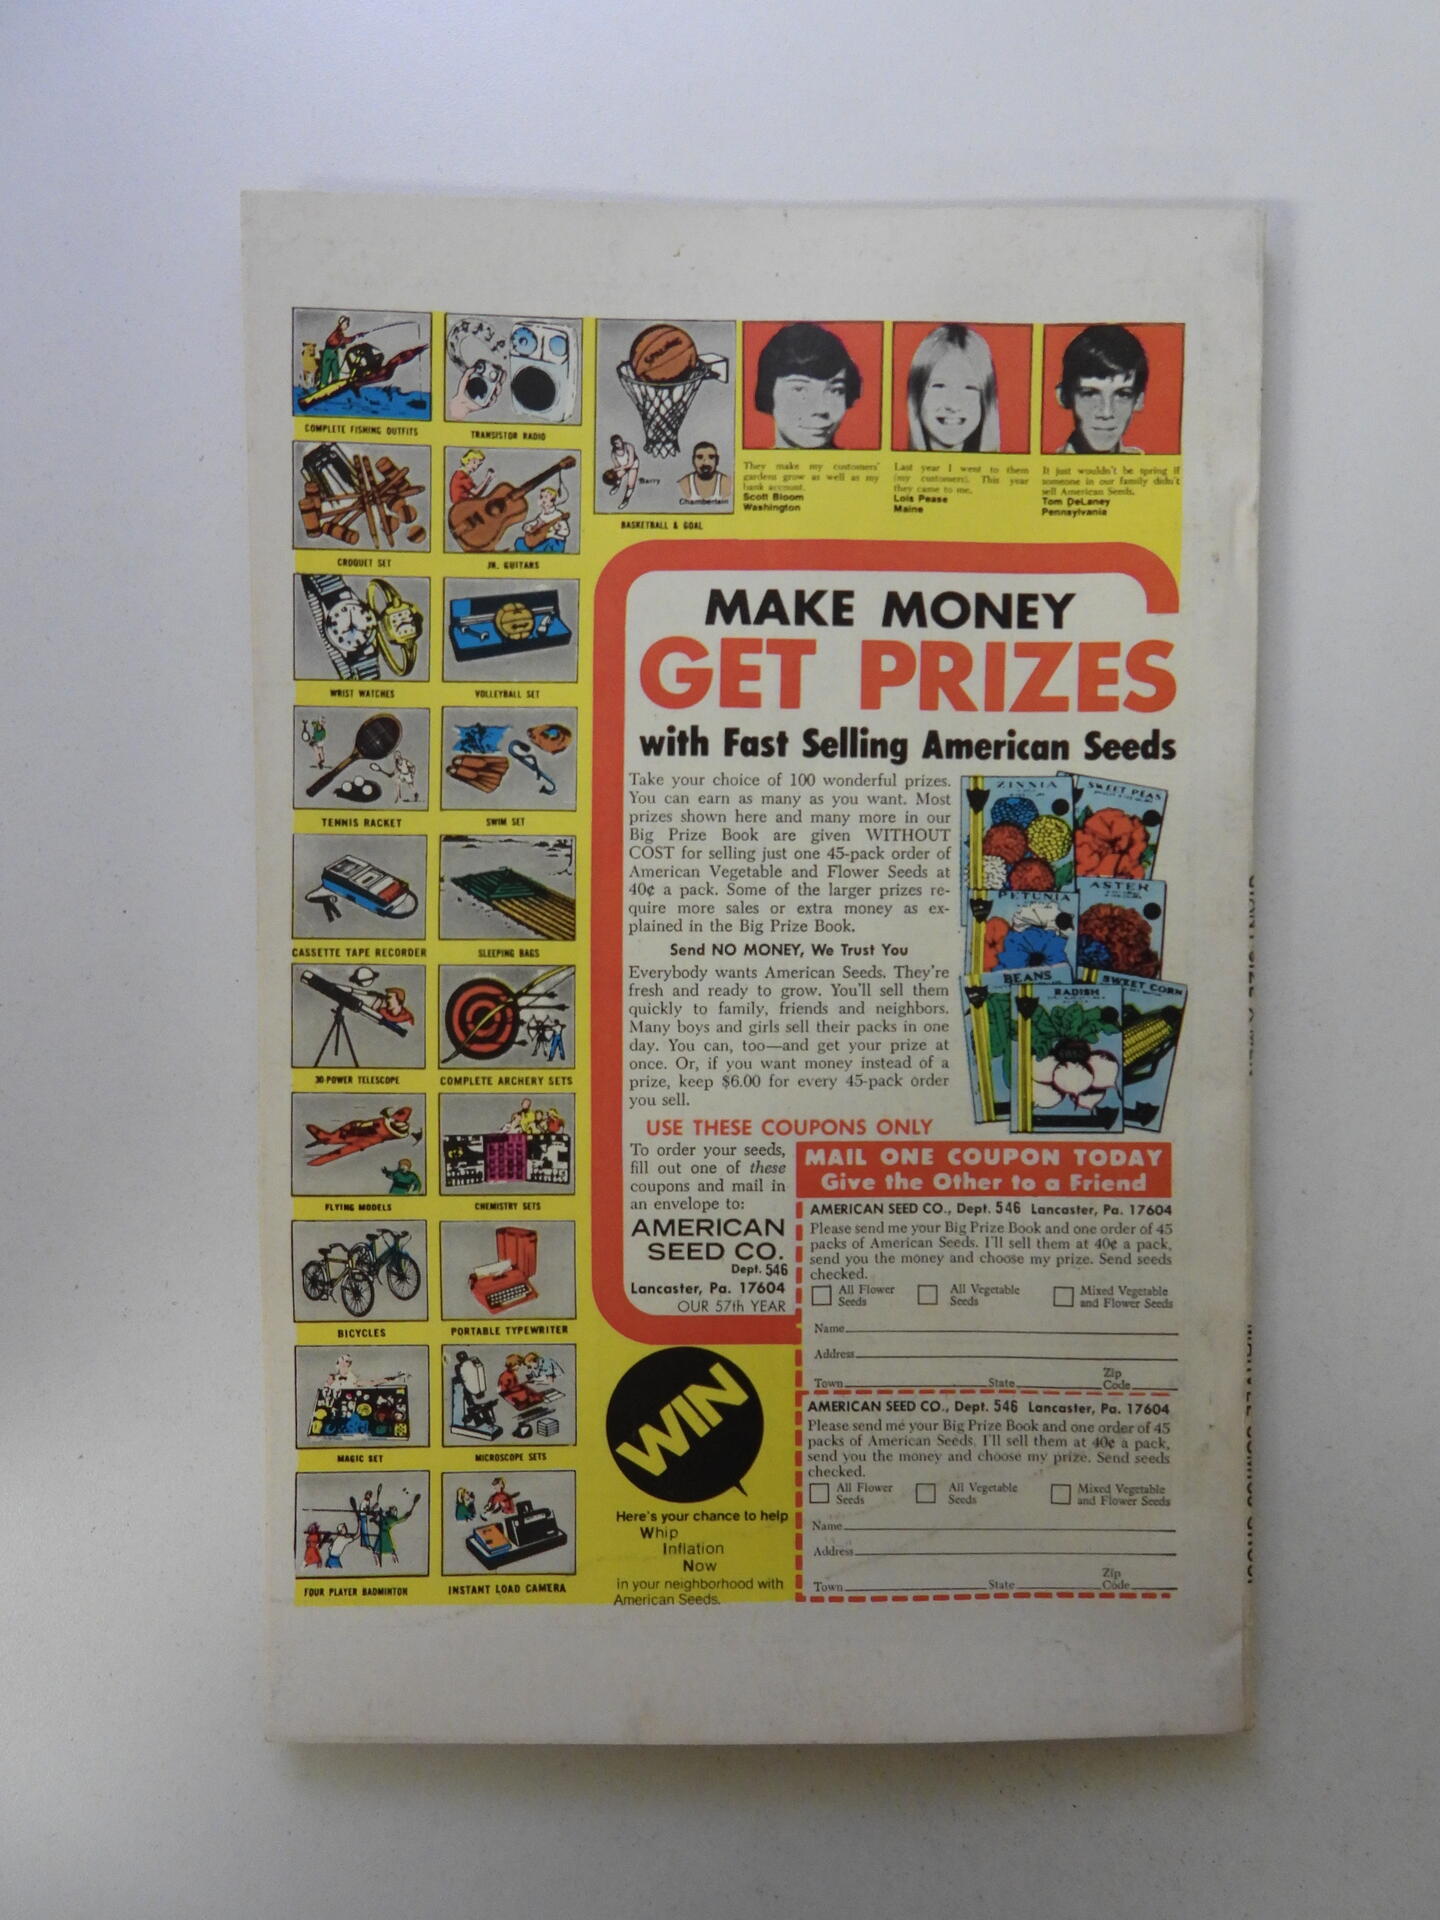 COMPLETE FISHING OUTFITS
TRANSISTOR RADIO
CROQUET SET
JR. GUITARS
WRIST WATCHES
VOLLEYBALL SET
TENNIS RACKET
SWIM SET
CASSETTE TAPE RECORDER
SLEEPING BAGS
30-POWER TELESCOPE
COMPLETE ARCHERY SETS
FLYING MODELS
CHEMISTRY SETS
BICYCLES
PORTABLE TYPEWRITER
MAGIC SET
MICROSCOPE SETS
FOUR PLAYER BADMINTON
INSTANT LOAD CAMERA
SPALDING
Barry
Chamberlain
BASKETBALL & GOAL
They make my customers'
gardens grow as well as my
bank account.
Scott Bloom
Washington
Last year I went to them
(my customers). This year
they came to me.
Lois Pease
Maine
It just wouldn't be spring if
someone in our family didn't
sell American Seeds.
Tom DeLaney
Pennsylvania
MAKE MONEY
GET PRIZES
with Fast Selling American Seeds
Take your choice of 100 wonderful prizes.
You can earn as many as you want. Most
prizes shown here and many more in our
Big Prize Book are given WITHOUT
COST for selling just one 45-pack order of
American Vegetable and Flower Seeds at
40¢ a pack. Some of the larger prizes re-
quire more sales or extra money as ex-
plained in the Big Prize Book.
Send NO MONEY, We Trust You
Everybody wants American Seeds. They're
fresh and ready to grow. You'll sell them
quickly to family, friends and neighbors.
Many boys and girls sell their packs in one
day. You can, too—and get your prize at
once. Or, if you want money instead of a
prize, keep $6.00 for every 45-pack order
you sell.
ZINNIA
SWEET PEAS
PETUNIA
ASTER
BEANS
RADISH
SWEET CORN
USE THESE COUPONS ONLY
To order your seeds,
fill out one of these
coupons and mail in
an envelope to:
AMERICAN
SEED CO.
Dept. 546
Lancaster, Pa. 17604
OUR 57th YEAR
MAIL ONE COUPON TODAY
Give the Other to a Friend
AMERICAN SEED CO., Dept. 546 Lancaster, Pa. 17604
Please send me your Big Prize Book and one order of 45
packs of American Seeds. I'll sell them at 40¢ a pack,
send you the money and choose my prize. Send seeds
checked.
All Flower Seeds
All Vegetable Seeds
Mixed Vegetable and Flower Seeds
Name
Address
Town State Zip Code
AMERICAN SEED CO., Dept. 546 Lancaster, Pa. 17604
Please send me your Big Prize Book and one order of 45
packs of American Seeds. I'll sell them at 40¢ a pack,
send you the money and choose my prize. Send seeds
checked.
All Flower Seeds
All Vegetable Seeds
Mixed Vegetable and Flower Seeds
Name
Address
Town State Zip Code
WIN
Here's your chance to help
Whip
Inflation
Now
in your neighborhood with
American Seeds.